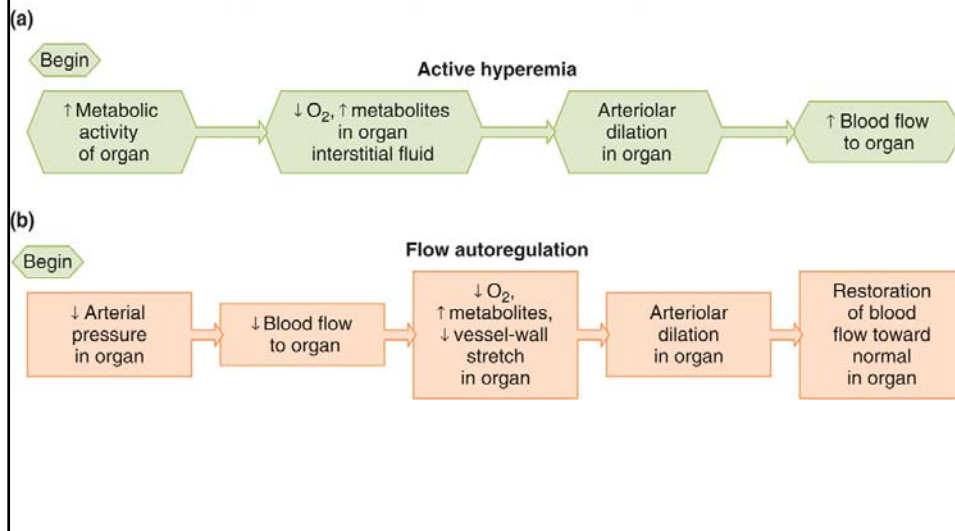 (a)
Begin
Active hyperemia
↑ Metabolic
activity
of organ
↓ O₂, ↑ metabolites
in organ
interstitial fluid
Arteriolar
dilation
in organ
↑ Blood flow
to organ
(b)
Begin
Flow autoregulation
↓ Arterial
pressure
in organ
↓ Blood flow
to organ
↓ O₂,
↑ metabolites,
↓ vessel-wall
stretch
in organ
Arteriolar
dilation
in organ
Restoration
of blood
flow toward
normal
in organ